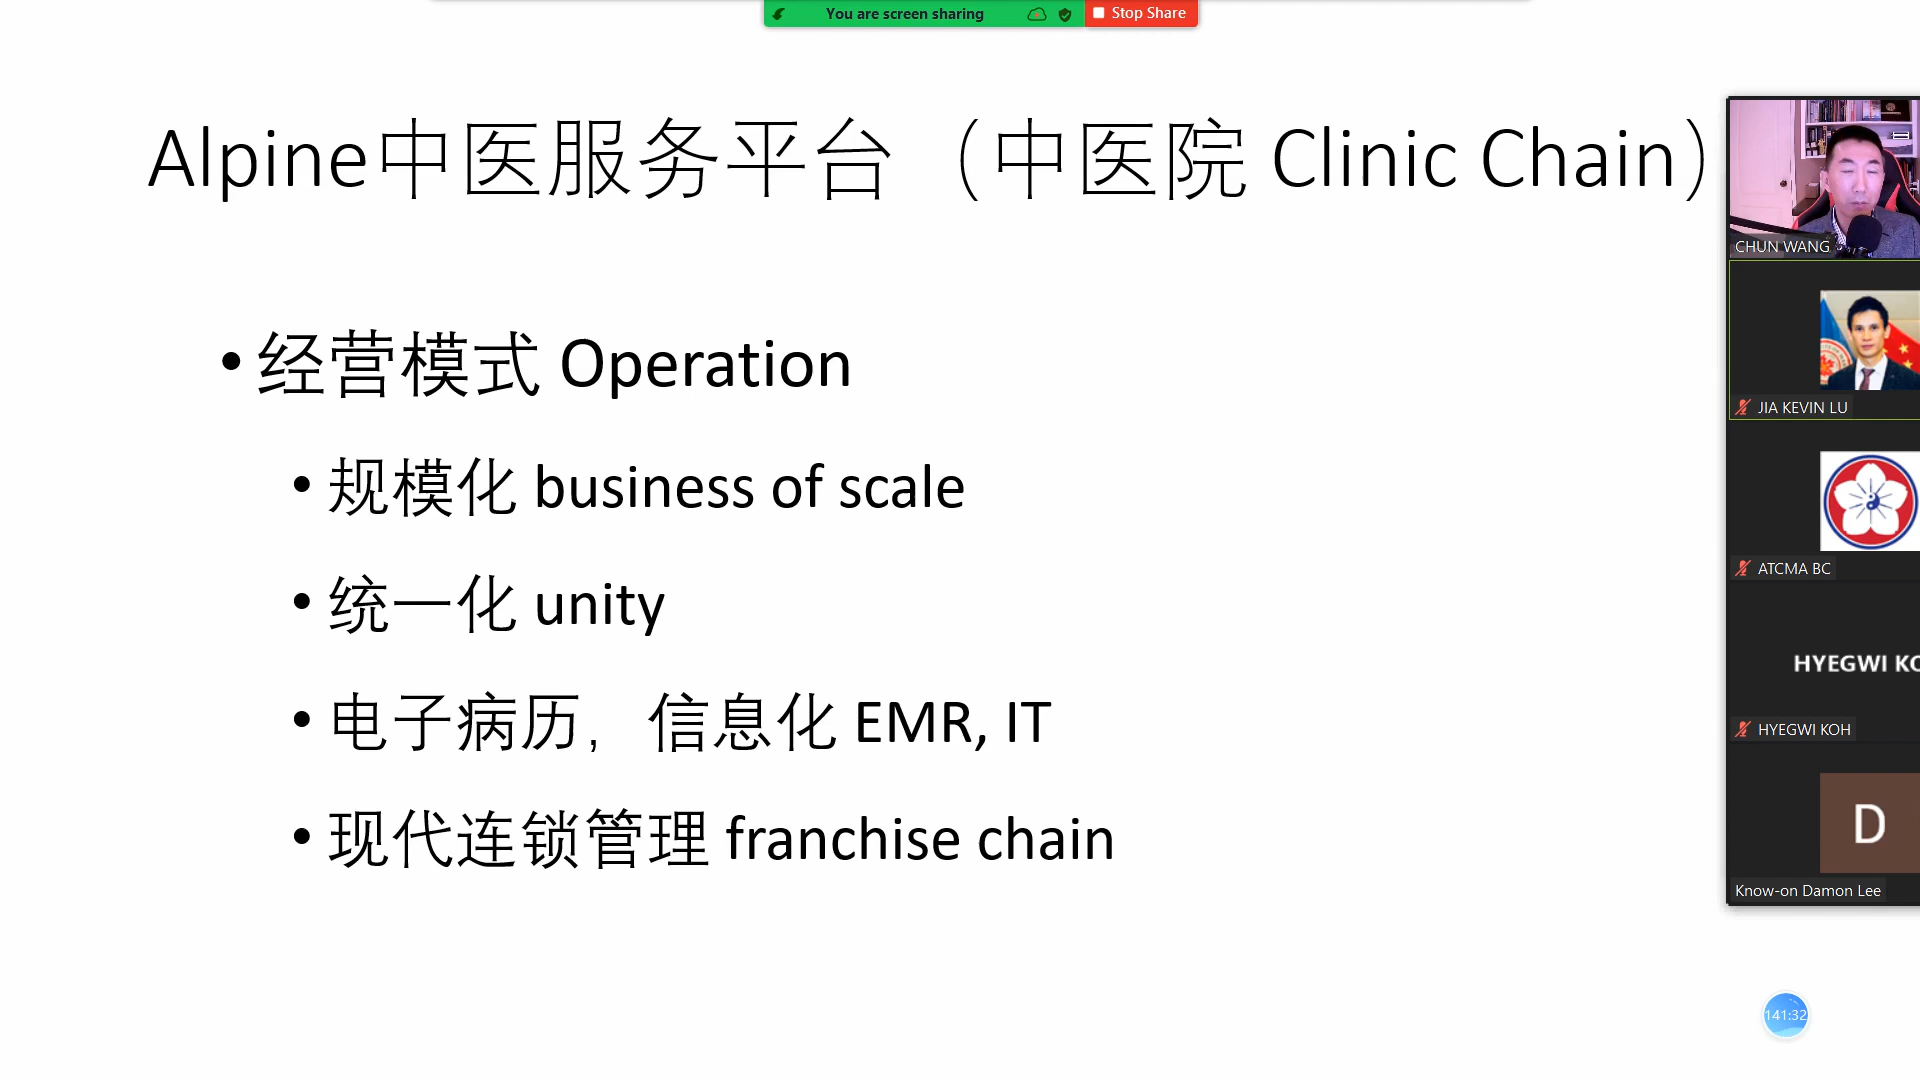 You are screen sharing
Stop Share
Alpine中医服务平台（中医院 Clinic Chain）
• 经营模式 Operation
• 规模化 business of scale
• 统一化 unity
• 电子病历，信息化 EMR, IT
• 现代连锁管理 franchise chain
CHUN WANG
JIA KEVIN LU
ATCMA BC
HYEGWI KO
HYEGWI KOH
D
Know-on Damon Lee
141:32